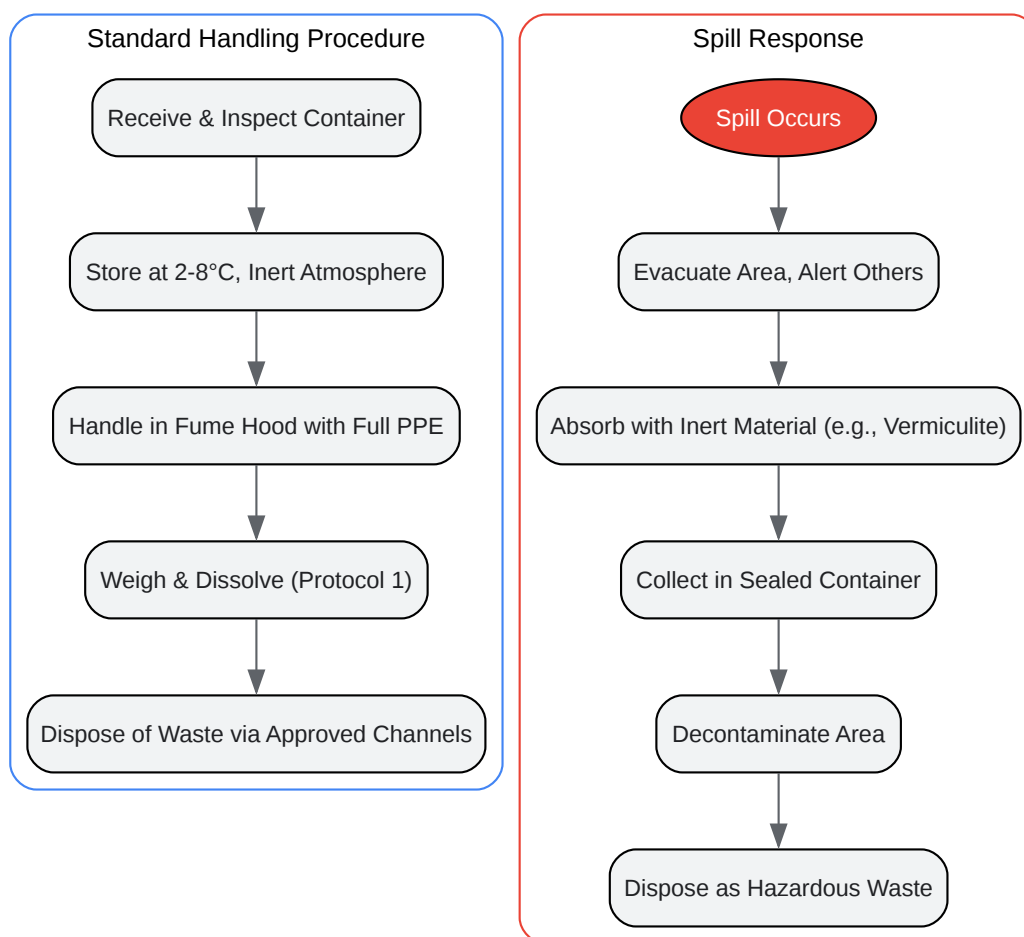 Standard Handling Procedure
Receive & Inspect Container
Store at 2-8°C, Inert Atmosphere
Handle in Fume Hood with Full PPE
Weigh & Dissolve (Protocol 1)
Dispose of Waste via Approved Channels
Spill Response
Spill Occurs
Evacuate Area, Alert Others
Absorb with Inert Material (e.g., Vermiculite)
Collect in Sealed Container
Decontaminate Area
Dispose as Hazardous Waste